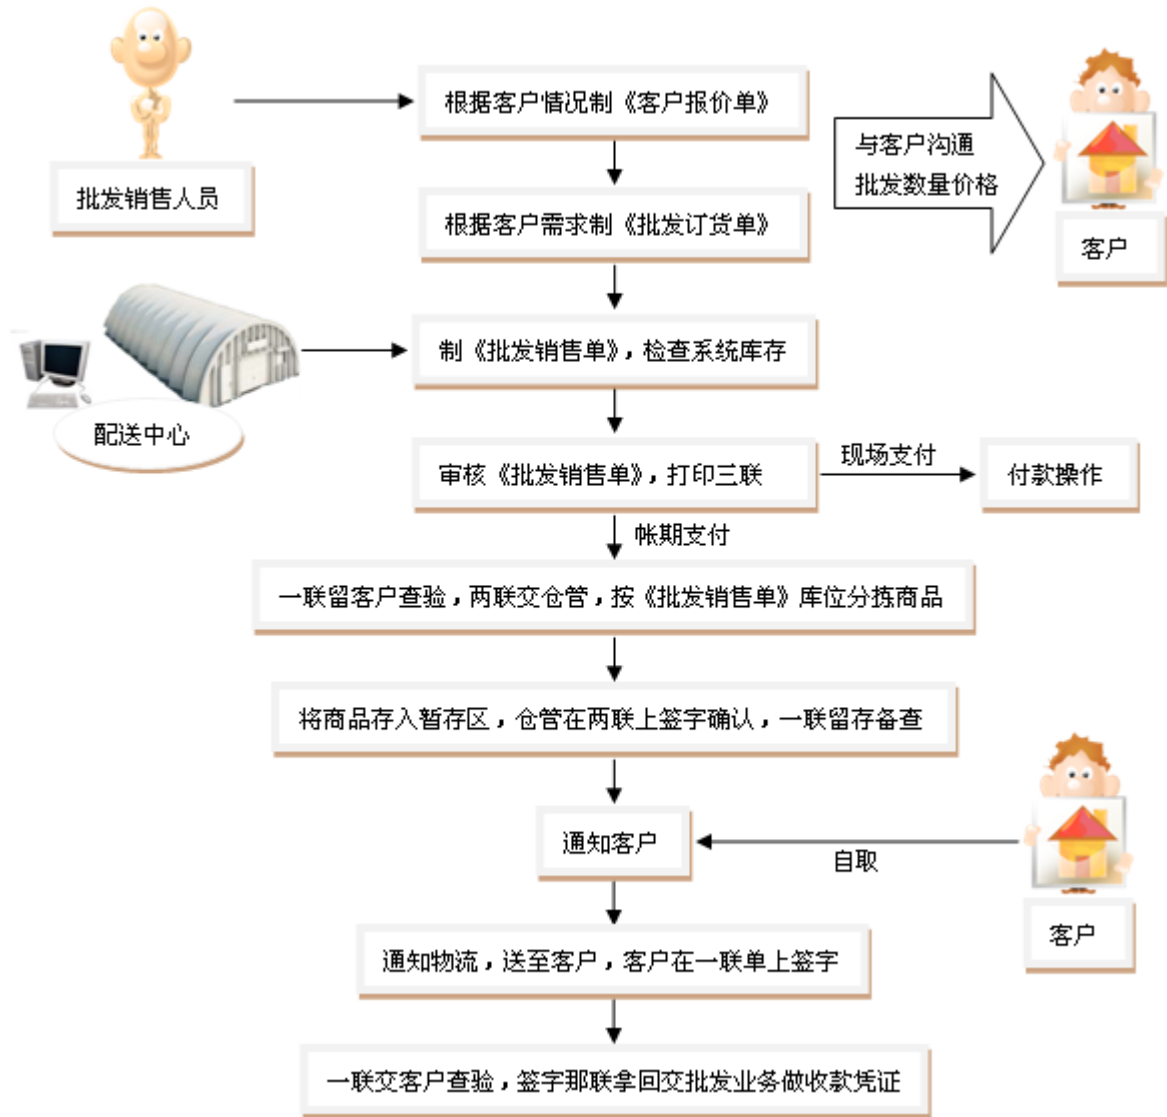 根据客户情况制《客户报价单》
与客户沟通
批发数量价格
批发销售人员
根据客户需求制《批发订货单》
客户
制《批发销售单》，检查系统库存
配送中心
审核《批发销售单》，打印三联
现场支付
付款操作
帐期支付
一联留客户查验，两联交仓管，按《批发销售单》库位分拣商品
将商品存入暂存区，仓管在两联上签字确认，一联留存备查
通知客户
自取
客户
通知物流，送至客户，客户在一联单上签字
一联交客户查验，签字那联拿回交批发业务做收款凭证